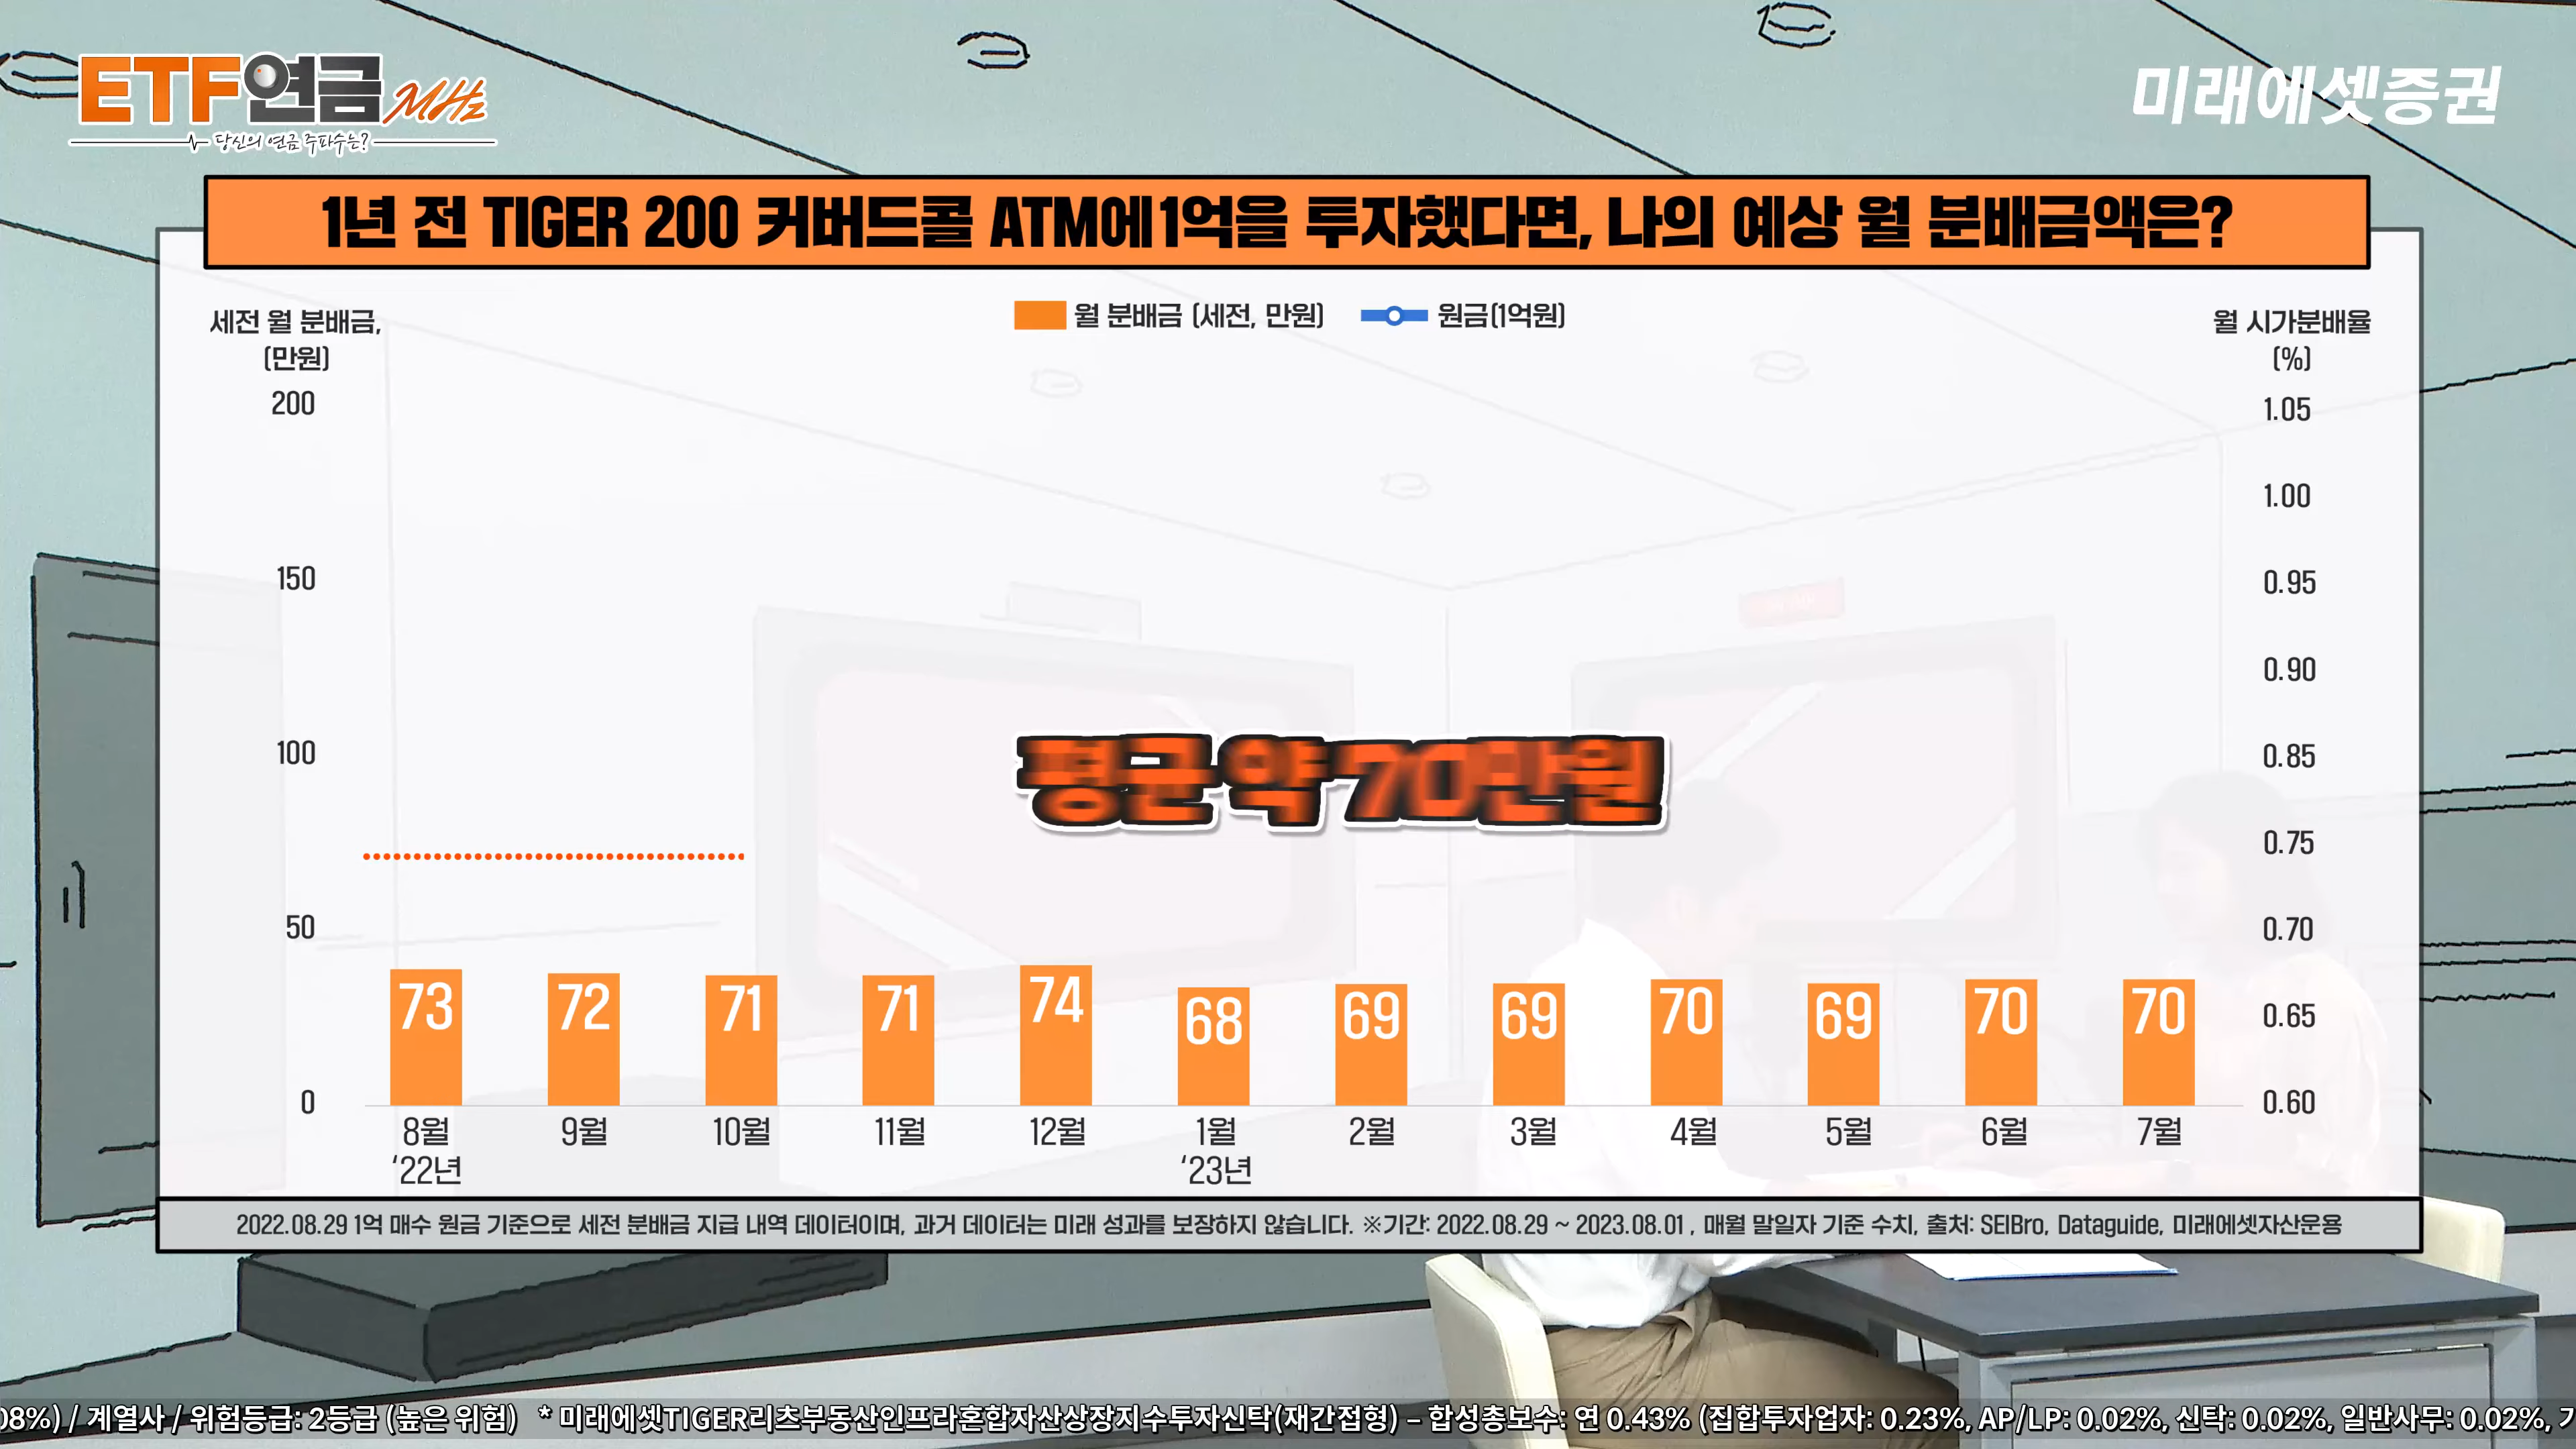 ETF연금 MHz
당신의 연금 주파수는?
미래에셋증권
1년 전 TIGER 200 커버드콜 ATM에 1억을 투자했다면, 나의 예상 월 분배금액은?
세전 월 분배금,
(만원)
월 분배금 (세전, 만원)
원금(1억원)
월 시가분배율
(%)
200
150
100
50
0
1.05
1.00
0.95
0.90
0.85
0.75
0.70
0.65
0.60
평균 약 70만원
73 72 71 71 74 68 69 69 70 69 70 70
8월 9월 10월 11월 12월 1월 2월 3월 4월 5월 6월 7월
‘22년 ‘23년
2022.08.29 1억 매수 원금 기준으로 세전 분배금 지급 내역 데이터이며, 과거 데이터는 미래 성과를 보장하지 않습니다. ※기간: 2022.08.29 ~ 2023.08.01 , 매월 말일자 기준 수치, 출처: SEIBro, Dataguide, 미래에셋자산운용
08%) / 계열사 / 위험등급: 2등급 (높은 위험) * 미래에셋TIGER리츠부동산인프라혼합자산상장지수투자신탁(재간접형) – 합성총보수: 연 0.43% (집합투자업자: 0.23%, AP/LP: 0.02%, 신탁: 0.02%, 일반사무: 0.02%, 기